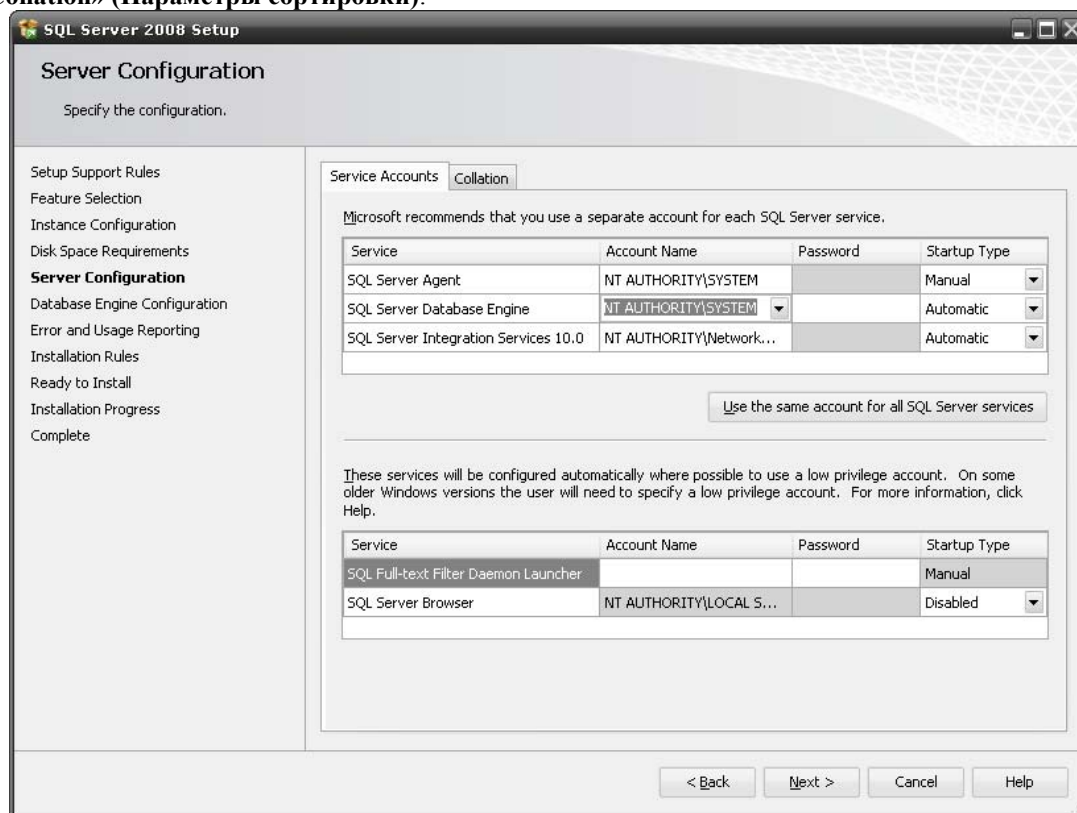 Collation» (Параметры сортировки).
SQL Server 2008 Setup
Server Configuration
Specify the configuration.
Setup Support Rules
Feature Selection
Instance Configuration
Disk Space Requirements
Server Configuration
Database Engine Configuration
Error and Usage Reporting
Installation Rules
Ready to Install
Installation Progress
Complete
Service Accounts Collation
Microsoft recommends that you use a separate account for each SQL Server service.
Service Account Name Password Startup Type
SQL Server Agent NT AUTHORITY\SYSTEM Manual
SQL Server Database Engine NT AUTHORITY\SYSTEM Automatic
SQL Server Integration Services 10.0 NT AUTHORITY\Network... Automatic
Use the same account for all SQL Server services
These services will be configured automatically where possible to use a low privilege account. On some
older Windows versions the user will need to specify a low privilege account. For more information, click
Help.
Service Account Name Password Startup Type
SQL Full-text Filter Daemon Launcher Manual
SQL Server Browser NT AUTHORITY\LOCAL S... Disabled
< Back Next > Cancel Help